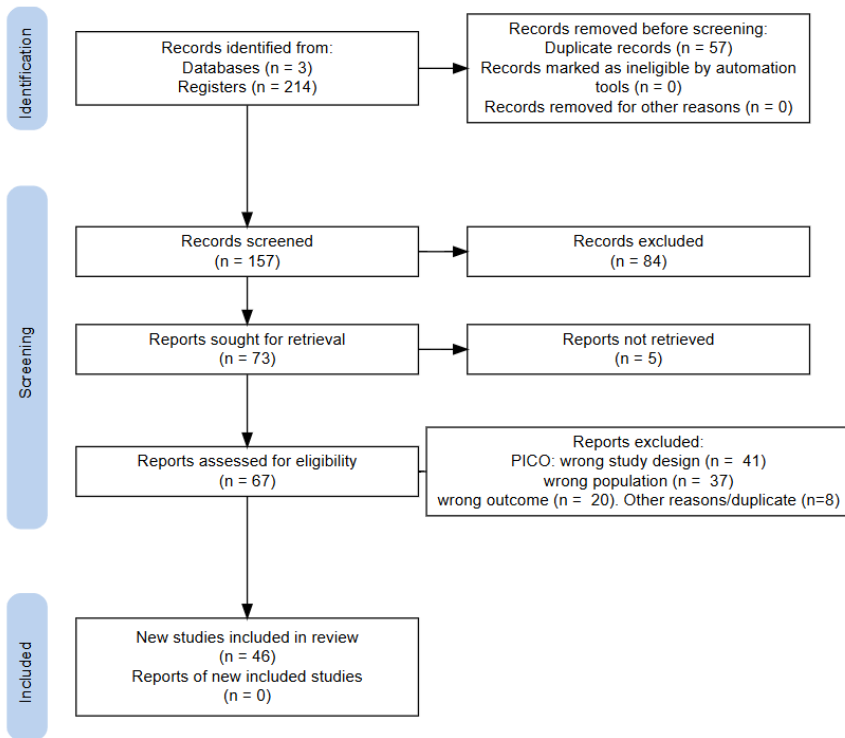 Identification
Records identified from:
Databases (n = 3)
Registers (n = 214)
Records removed before screening:
Duplicate records (n = 57)
Records marked as ineligible by automation
tools (n = 0)
Records removed for other reasons (n = 0)
Screening
Records screened
(n = 157)
Records excluded
(n = 84)
Reports sought for retrieval
(n = 73)
Reports not retrieved
(n = 5)
Reports assessed for eligibility
(n = 67)
Reports excluded:
PICO: wrong study design (n = 41)
wrong population (n = 37)
wrong outcome (n = 20). Other reasons/duplicate (n=8)
Included
New studies included in review
(n = 46)
Reports of new included studies
(n = 0)